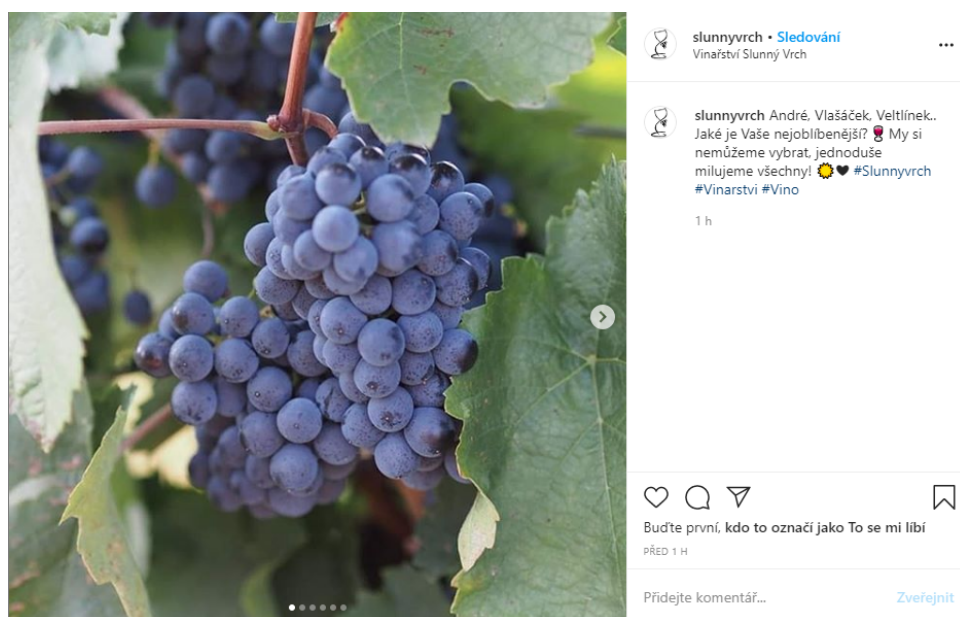 slunnyvrch • Sledování
Vinařství Slunný Vrch
slunnyvrch André, Vlašáček, Veltlínek..
Jaké je Vaše nejoblíbenější? 🍷 My si
nemůžeme vybrat, jednoduše
milujeme všechny! 🌞🖤 #Slunnyvrch
#Vinarstvi #Vino
1 h
Buďte první, kdo to označí jako To se mi líbí
PŘED 1 H
Přidejte komentář... Zveřejnit